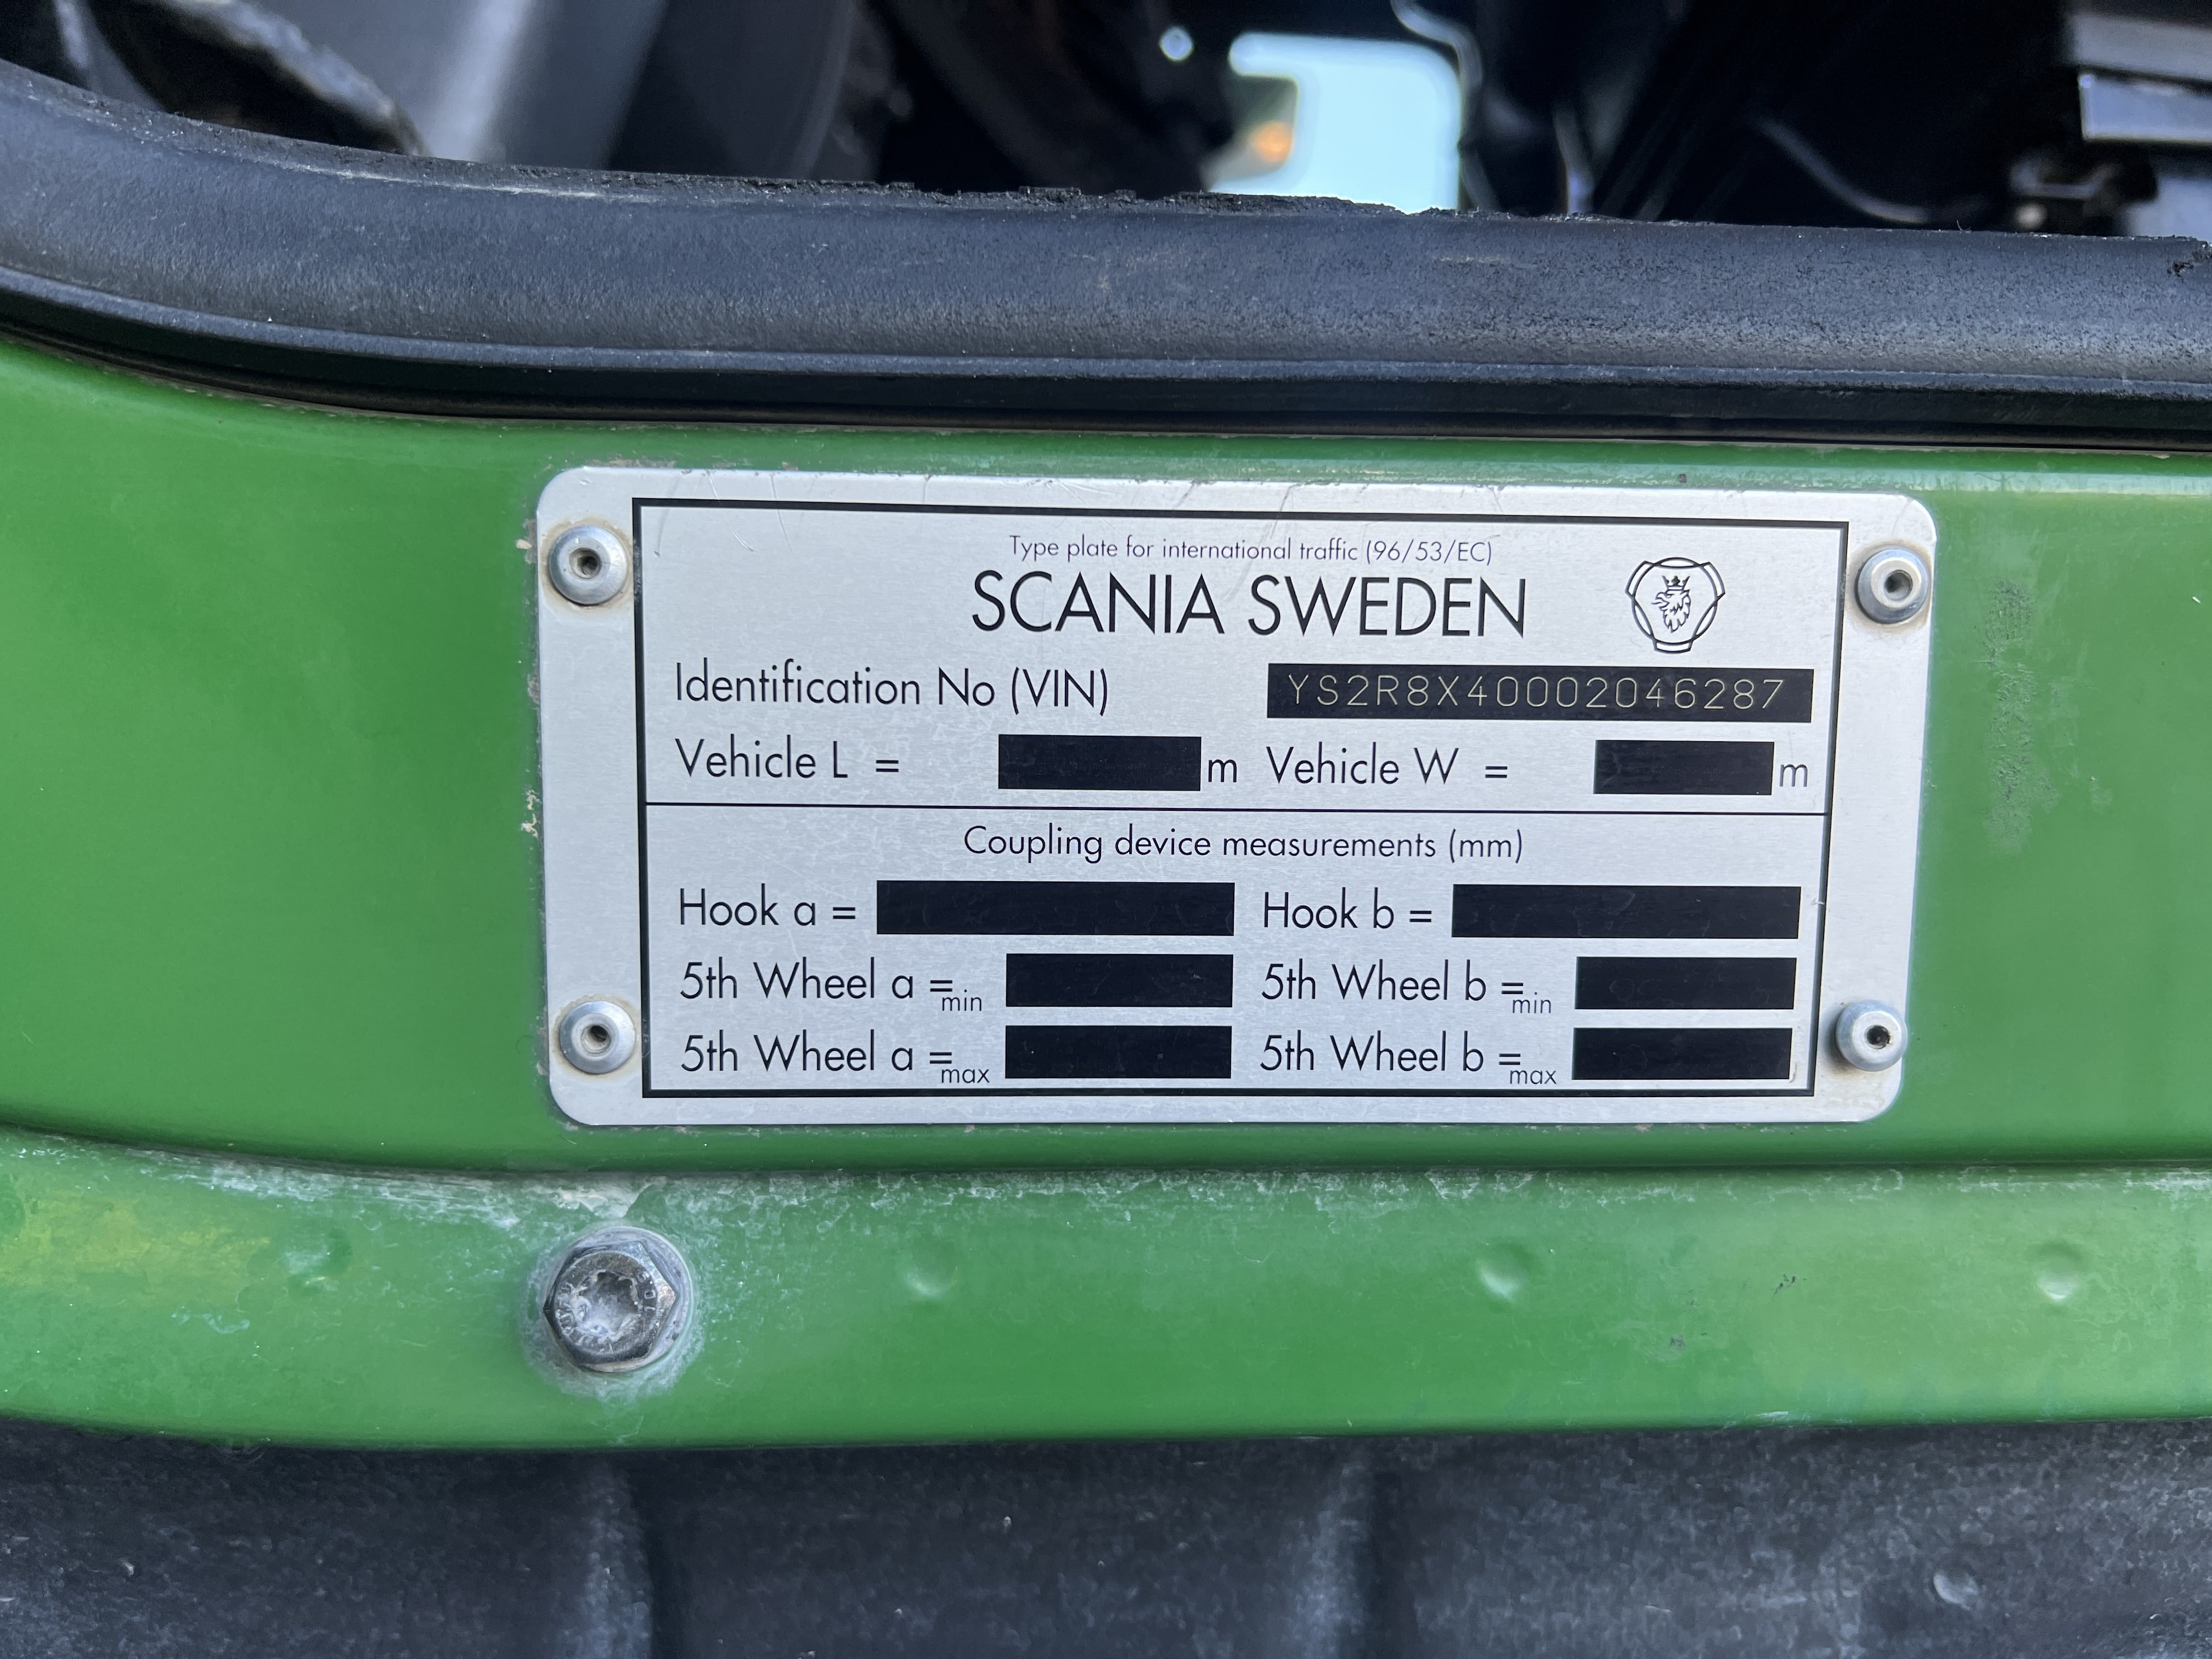 Type plate for international traffic (96/53/EC)
SCANIA SWEDEN
Identification No (VIN) YS2R8X40002046287
Vehicle L = m Vehicle W = m
Coupling device measurements (mm)
Hook a = Hook b =
5th Wheel a =min 5th Wheel b =min
5th Wheel a =max 5th Wheel b =max